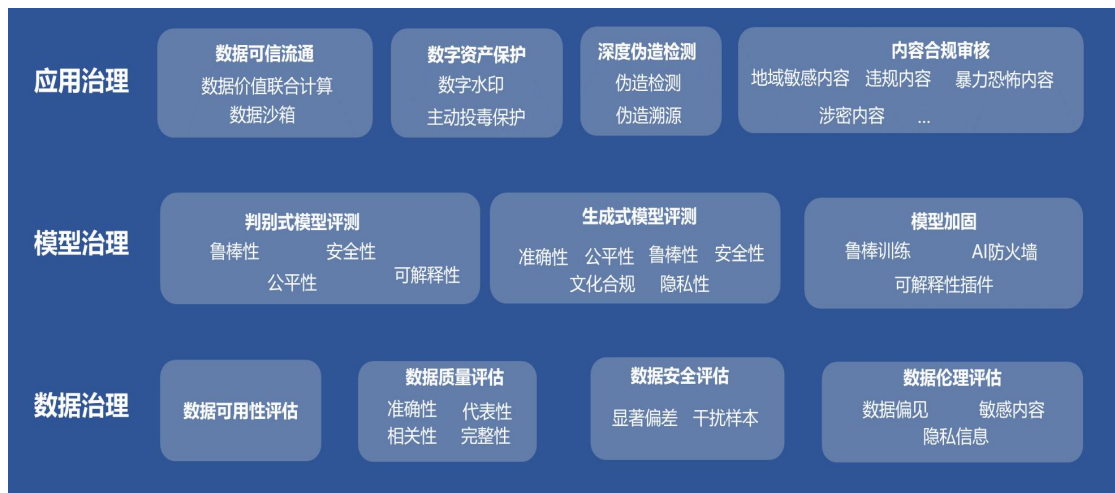 应用治理
数据可信流通
数据价值联合计算
数据沙箱
数字资产保护
数字水印
主动投毒保护
深度伪造检测
伪造检测
伪造溯源
内容合规审核
地域敏感内容 违规内容 暴力恐怖内容
涉密内容 ...
模型治理
判别式模型评测
鲁棒性 安全性
公平性 可解释性
生成式模型评测
准确性 公平性 鲁棒性 安全性
文化合规 隐私性
模型加固
鲁棒训练 AI防火墙
可解释性插件
数据治理
数据可用性评估
数据质量评估
准确性 代表性
相关性 完整性
数据安全评估
显著偏差 干扰样本
数据伦理评估
数据偏见 敏感内容
隐私信息